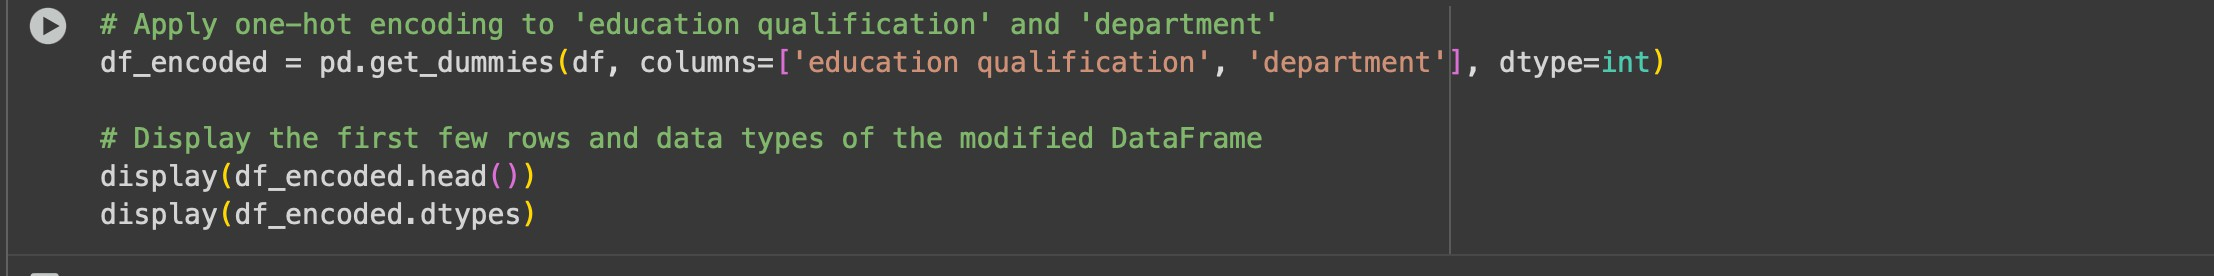 # Apply one-hot encoding to 'education qualification' and 'department'
df_encoded = pd.get_dummies(df, columns=['education qualification', 'department'], dtype=int)
# Display the first few rows and data types of the modified DataFrame
display(df_encoded.head())
display(df_encoded.dtypes)